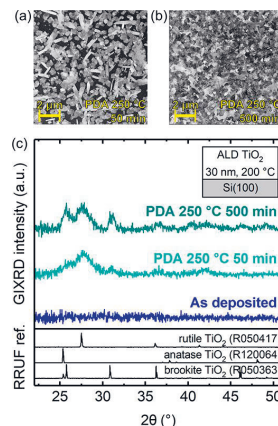 (a)
(b)
2 µm
PDA 250 °C
50 min
2 µm
PDA 250 °C
500 min
(c)
ALD TiO₂
30 nm, 200 °C
Si(100)
PDA 250 °C 500 min
PDA 250 °C 50 min
As deposited
GIXRD intensity (a.u.)
RRUF ref.
rutile TiO₂ (R050417)
anatase TiO₂ (R120064)
brookite TiO₂ (R050363)
25 30 35 40 45 50
2θ (°)